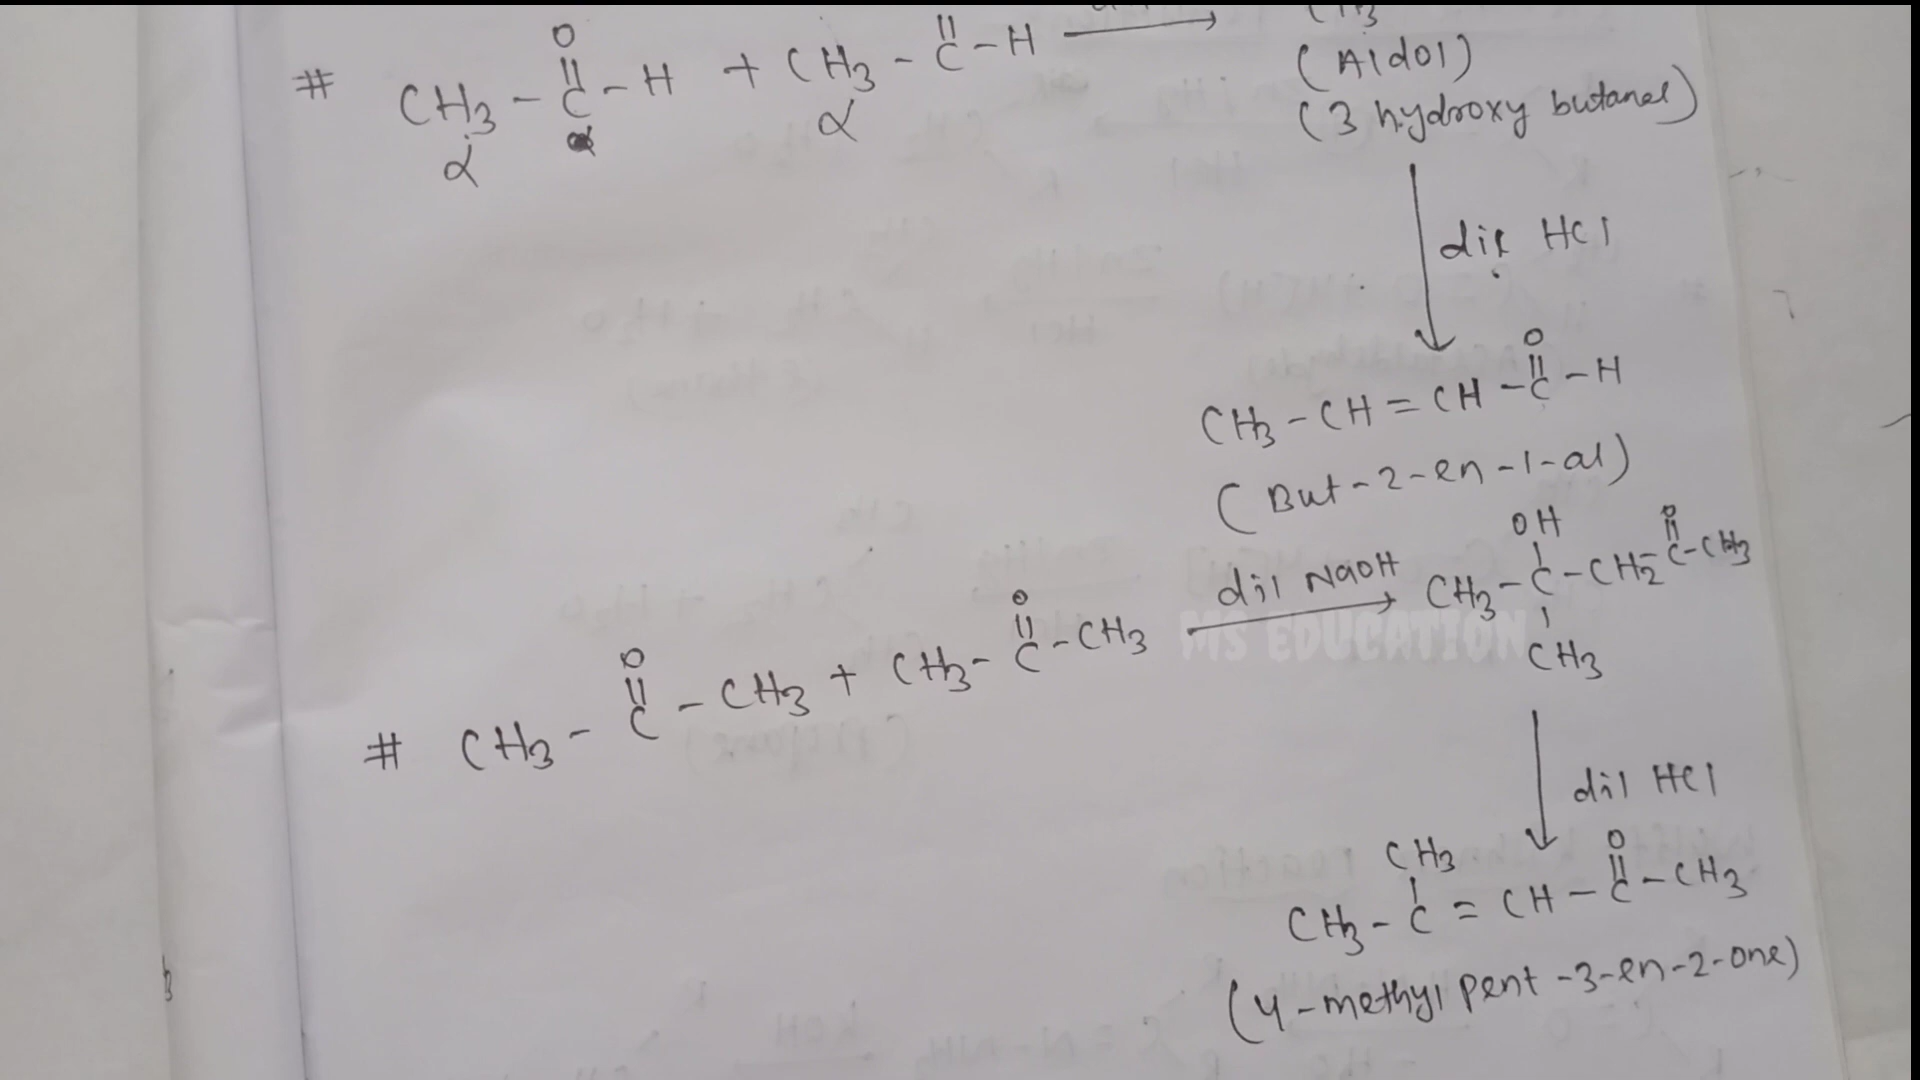 O
# CH3 - C - H + CH3 - C - H →
α α
CH3
(Aldol)
(3 hydroxy butanal)
dil HCl
O
CH3 - CH = CH - C - H
(But-2-en-1-al)
OH O
# CH3 - C - CH3 + CH3 - C - CH3 dil NaOH → CH3 - C - CH2 - C - CH3
O O
CH3
MS EDUCATION
dil HCl
CH3 O
CH3 - C = CH - C - CH3
(4-methyl pent-3-en-2-one)